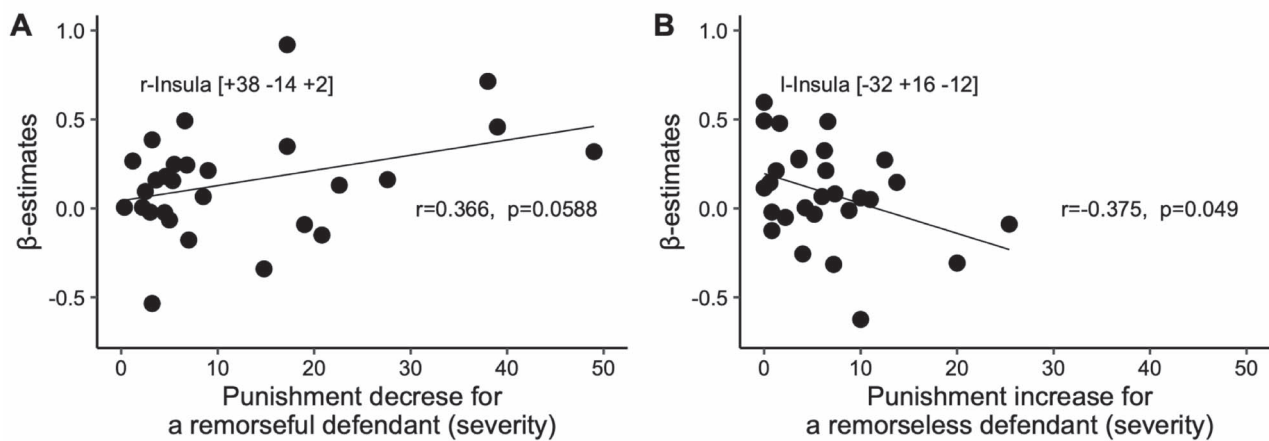 A
1.0
r-Insula [+38 -14 +2]
0.5
β-estimates
0.0
r=0.366, p=0.0588
-0.5
0 10 20 30 40 50
Punishment decrese for
a remorseful defendant (severity)
B
1.0
l-Insula [-32 +16 -12]
0.5
β-estimates
0.0
r=-0.375, p=0.049
-0.5
0 10 20 30 40 50
Punishment increase for
a remorseless defendant (severity)